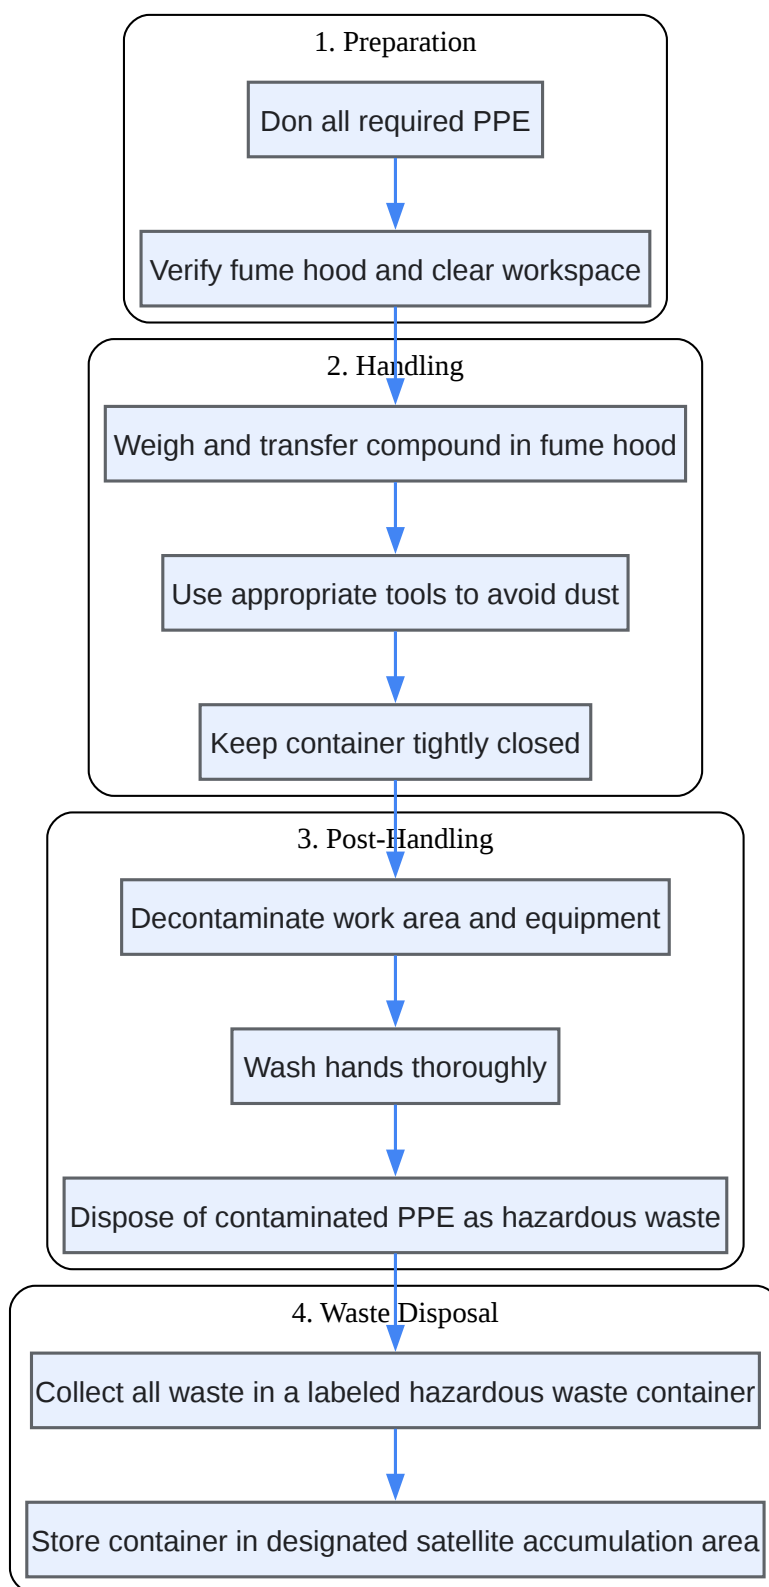 1. Preparation
Don all required PPE
Verify fume hood and clear workspace
2. Handling
Weigh and transfer compound in fume hood
Use appropriate tools to avoid dust
Keep container tightly closed
3. Post-Handling
Decontaminate work area and equipment
Wash hands thoroughly
Dispose of contaminated PPE as hazardous waste
4. Waste Disposal
Collect all waste in a labeled hazardous waste container
Store container in designated satellite accumulation area